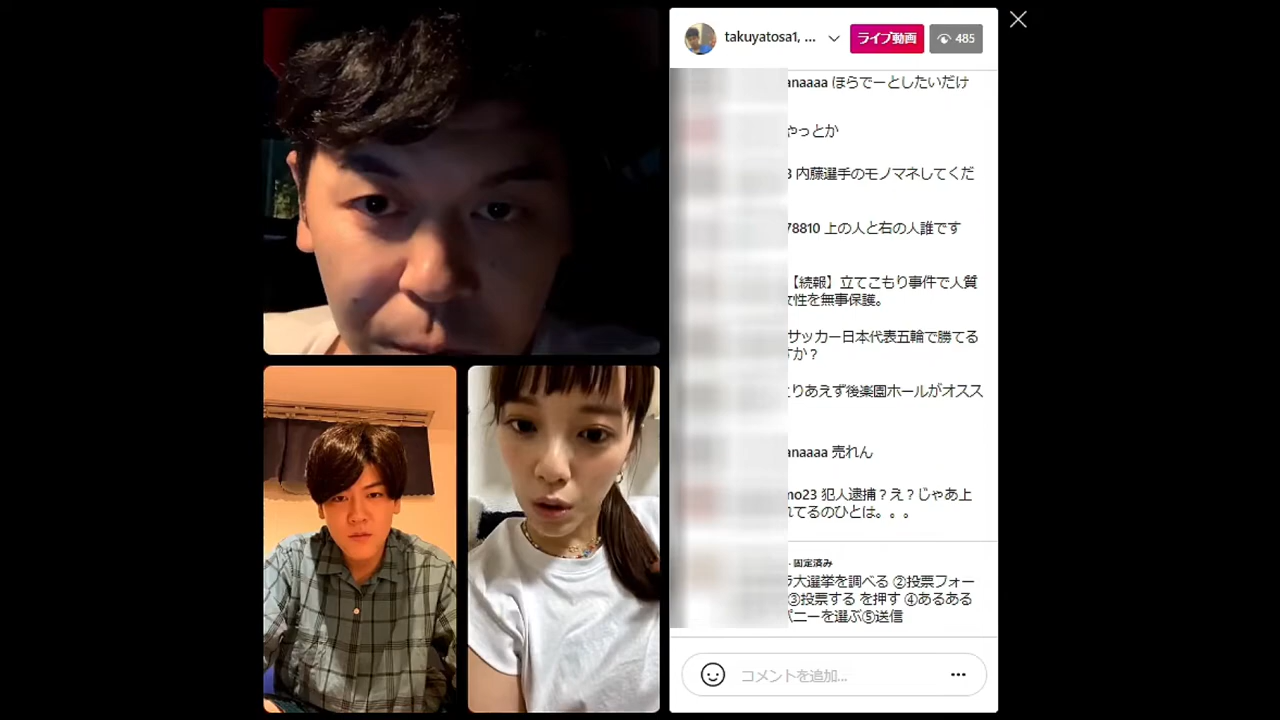 takuyatosa1, ...
ライブ動画
485
anaaaa ほらでーとしたいだけ
ゃっとか
3 内藤選手のモノマネしてくだ
78810 上の人と右の人誰です
【続報】立てこもり事件で人質
女性を無事保護。
サッカー日本代表五輪で勝てる
すか？
とりあえず後楽園ホールがオスス
anaaaa 売れん
mo23 犯人逮捕？え？じゃあ上
れてるのひとは。。。
・固定済み
ラ大選挙を調べる ②投票フォー
③投票する を押す ④あるある
パニーを選ぶ⑤送信
コメントを追加...